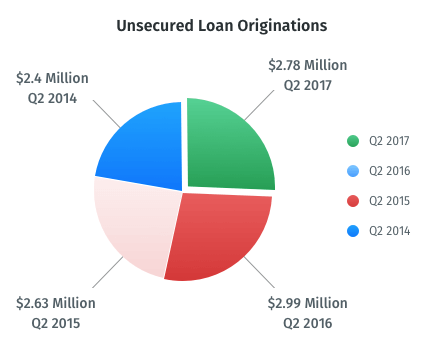 Unsecured Loan Originations
$2.78 Million
Q2 2017
$2.4 Million
Q2 2014
Q2 2017
Q2 2016
Q2 2015
Q2 2014
$2.63 Million
Q2 2015
$2.99 Million
Q2 2016